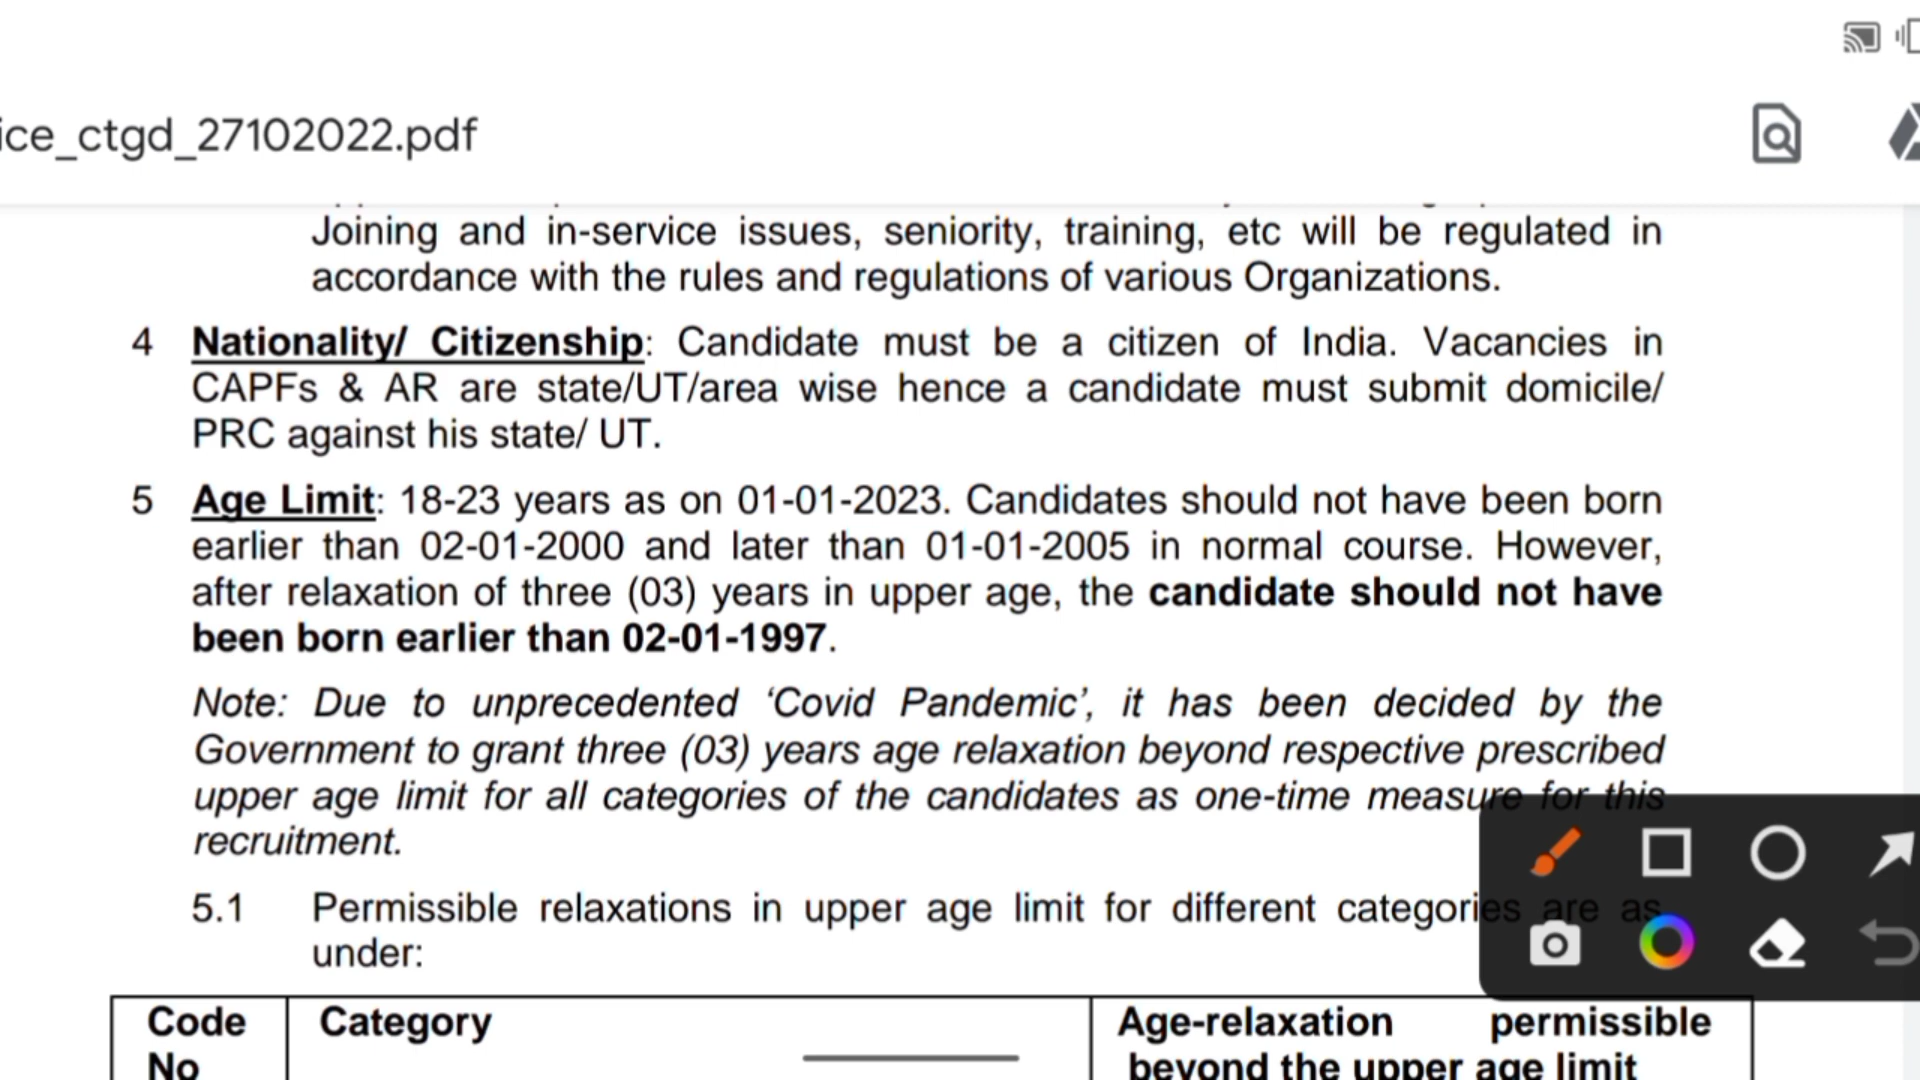 ice_ctgd_27102022.pdf
Joining and in-service issues, seniority, training, etc will be regulated in
accordance with the rules and regulations of various Organizations.
4 Nationality/ Citizenship: Candidate must be a citizen of India. Vacancies in
CAPFs & AR are state/UT/area wise hence a candidate must submit domicile/
PRC against his state/ UT.
5 Age Limit: 18-23 years as on 01-01-2023. Candidates should not have been born
earlier than 02-01-2000 and later than 01-01-2005 in normal course. However,
after relaxation of three (03) years in upper age, the candidate should not have
been born earlier than 02-01-1997.
Note: Due to unprecedented ‘Covid Pandemic’, it has been decided by the
Government to grant three (03) years age relaxation beyond respective prescribed
upper age limit for all categories of the candidates as one-time measure for this
recruitment.
5.1 Permissible relaxations in upper age limit for different categories are as
under:
Code Category Age-relaxation permissible
No beyond the upper age limit